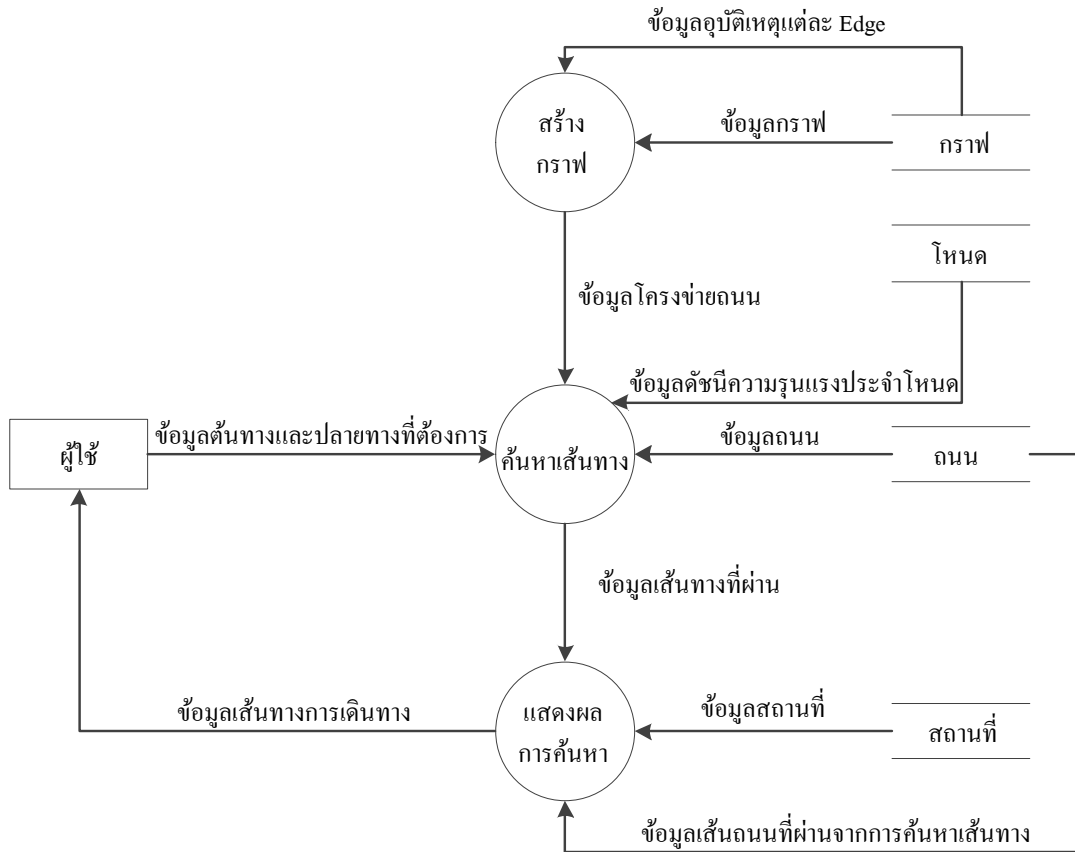 ข้อมูลอุบัติเหตุแต่ละ Edge
สร้าง
กราฟ
ข้อมูลกราฟ
กราฟ
โหนด
ข้อมูลโครงข่ายถนน
ข้อมูลดัชนีความรุนแรงประจำโหนด
ผู้ใช้
ข้อมูลต้นทางและปลายทางที่ต้องการ
ค้นหาเส้นทาง
ข้อมูลถนน
ถนน
ข้อมูลเส้นทางที่ผ่าน
ข้อมูลเส้นทางการเดินทาง
แสดงผล
การค้นหา
ข้อมูลสถานที่
สถานที่
ข้อมูลเส้นถนนที่ผ่านจากการค้นหาเส้นทาง